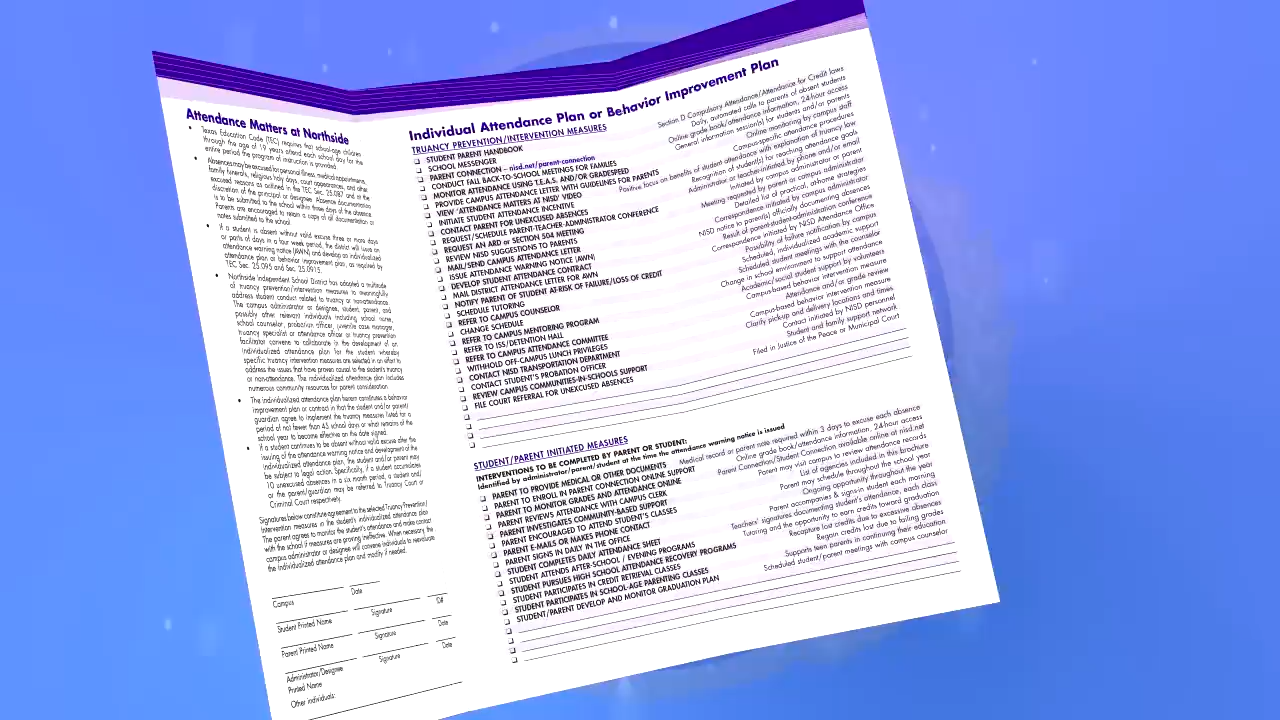 Attendance Matters at Northside
• Texas Education Code (TEC) requires that school-age children
through the age of 19 years attend each school day for the
entire period the program of instruction is provided.
• Absences may be excused for personal illness, medical appointments,
family funerals, religious holy days, court appearances, and other
excused reasons as outlined in the TEC Sec. 25.087 at the
discretion of the principal or designee. Absence documentation
is to be submitted to the school within three days of the absence.
Parents are encouraged to retain a copy of all documentation or
notes submitted to the school.
• If a student is absent without valid excuse three or more days
or parts of days in a four week period, the district will issue an
attendance warning notice (AWN) and develop an individualized
attendance plan or behavior improvement plan, as required by
TEC Sec. 25.095 and Sec. 25.0915.
• Northside Independent School District has adopted a multitude
of truancy prevention/intervention measures to meaningfully
address student conduct related to truancy or non-attendance.
The campus administrator or designee, student, parent, and
possibly other relevant individuals including school nurse,
school counselor, probation officer, juvenile case manager,
truancy specialist or attendance officer or truancy prevention
facilitator convene to collaborate in the development of an
individualized attendance plan for the student whereby
specific truancy intervention measures are selected in an effort to
address the issues that have proven causal to the student's truancy
or non-attendance. The individualized attendance plan includes
numerous community resources for parent consideration.
• The individualized attendance plan herein constitutes a behavior
improvement plan or contract in that the student and/or parent/
guardian agree to implement the truancy measures listed for a
period of not fewer than 45 school days or what remains of the
school year to become effective on the date signed.
• If a student continues to be absent without valid excuse after the
issuing of the attendance warning notice and development of the
individualized attendance plan, the student and/or parent may
be subject to legal action. Specifically, if a student accumulates
10 unexcused absences in a six month period, a student and/
or the parent/guardian may be referred to Truancy Court or
Criminal Court respectively.
Signatures below constitute agreement to the selected Truancy Prevention/
Intervention measures in the student's individualized attendance plan.
The parent agrees to monitor the student's attendance and make contact
with the school if measures are proving ineffective. When necessary, the
campus administrator or designee will convene individuals to reevaluate
the individualized attendance plan and modify if needed.
Campus Date
Student Printed Name Signature ID#
Parent Printed Name Signature Date
Administrator/Designee Signature Date
Printed Name
Other individuals:
Individual Attendance Plan or Behavior Improvement Plan
TRUANCY PREVENTION/INTERVENTION MEASURES
❏ STUDENT PARENT HANDBOOK Section D Compulsory Attendance/Attendance for Credit laws
❏ SCHOOL MESSENGER Daily, automated calls to parents of absent students
❏ PARENT CONNECTION – nisd.net/parent-connection Online grade book/attendance information, 24-hour access
❏ CONDUCT FALL BACK-TO-SCHOOL MEETINGS FOR FAMILIES General information session(s) for students and/or parents
❏ MONITOR ATTENDANCE USING T.E.A.S. AND/OR GRADESPEED Online monitoring by campus staff
❏ PROVIDE CAMPUS ATTENDANCE LETTER WITH GUIDELINES FOR PARENTS Campus-specific attendance procedures
❏ VIEW 'ATTENDANCE MATTERS AT NISD' VIDEO Positive focus on benefits of student attendance with explanation of truancy law
❏ INITIATE STUDENT ATTENDANCE INCENTIVE Recognition of student(s) for reaching attendance goals
❏ CONTACT PARENT FOR UNEXCUSED ABSENCES Administrator or teacher-initiated by phone and/or email
❏ REQUEST/SCHEDULE PARENT-TEACHER-ADMINISTRATOR CONFERENCE Initiated by campus administrator or parent
❏ REQUEST AN ARD or SECTION 504 MEETING Meeting requested by parent or campus administrator
❏ REVIEW NISD SUGGESTIONS TO PARENTS Detailed list of practical, at-home strategies
❏ MAIL/SEND CAMPUS ATTENDANCE LETTER Correspondence initiated by campus administrator
❏ ISSUE ATTENDANCE WARNING NOTICE (AWN) NISD notice to parent(s) officially documenting absences
❏ DEVELOP STUDENT ATTENDANCE CONTRACT Result of parent-student-administration conference
❏ MAIL DISTRICT ATTENDANCE LETTER FOR AWN Correspondence initiated by NISD Attendance Office
❏ NOTIFY PARENT OF STUDENT AT-RISK OF FAILURE/LOSS OF CREDIT Possibility of failure notification by campus
❏ SCHEDULE TUTORING Scheduled, individualized academic support
❏ REFER TO CAMPUS COUNSELOR Scheduled student meetings with the counselor
❏ CHANGE SCHEDULE Change in school environment to support attendance
❏ REFER TO CAMPUS MENTORING PROGRAM Academic/social student support by volunteers
❏ REFER TO ISS/DETENTION HALL Campus-based behavior intervention measure
❏ REFER TO CAMPUS ATTENDANCE COMMITTEE Attendance and/or grade review
❏ WITHHOLD OFF-CAMPUS LUNCH PRIVILEGES Campus-based behavior intervention measure
❏ CONTACT NISD TRANSPORTATION DEPARTMENT Clarify pickup and delivery locations and times
❏ CONTACT STUDENT'S PROBATION OFFICER Contact initiated by NISD personnel
❏ REVIEW CAMPUS COMMUNITIES-IN-SCHOOLS SUPPORT Student and family support network
❏ FILE COURT REFERRAL FOR UNEXCUSED ABSENCES Filed in Justice of the Peace or Municipal Court
❏
❏
❏
❏
STUDENT/PARENT INITIATED MEASURES
INTERVENTIONS TO BE COMPLETED BY PARENT OR STUDENT:
Identified by administrator/parent/student at the time the attendance warning notice is issued
❏ PARENT TO PROVIDE MEDICAL OR OTHER DOCUMENTS Medical record or parent note required within 3 days to excuse each absence
❏ PARENT TO ENROLL IN PARENT CONNECTION ONLINE SUPPORT Online grade book/attendance information, 24-hour access
❏ PARENT TO MONITOR GRADES AND ATTENDANCE ONLINE Parent Connection/Student Connection available online at nisd.net
❏ PARENT REVIEWS ATTENDANCE WITH CAMPUS CLERK Parent may visit campus to review attendance records
❏ PARENT INVESTIGATES COMMUNITY-BASED SUPPORT List of agencies included in this brochure
❏ PARENT ENCOURAGED TO ATTEND STUDENT'S CLASSES Parent may schedule throughout the school year
❏ PARENT E-MAILS OR MAKES PHONE CONTACT Ongoing opportunity throughout the year
❏ PARENT SIGNS IN DAILY IN THE OFFICE Parent accompanies & signs-in student each morning
❏ STUDENT COMPLETES DAILY ATTENDANCE SHEET Teachers' signatures documenting student's attendance, each class
❏ STUDENT ATTENDS AFTER-SCHOOL / EVENING PROGRAMS Tutoring and the opportunity to earn credits toward graduation
❏ STUDENT PURSUES HIGH SCHOOL ATTENDANCE RECOVERY PROGRAMS Recapture lost credits due to excessive absences
❏ STUDENT PARTICIPATES IN CREDIT RETRIEVAL CLASSES Regain credits lost due to failing grades
❏ STUDENT PARTICIPATES IN SCHOOL-AGE PARENTING CLASSES Supports teen parents in continuing their education
❏ STUDENT/PARENT DEVELOP AND MONITOR GRADUATION PLAN Scheduled student/parent meetings with campus counselor
❏
❏
❏
❏